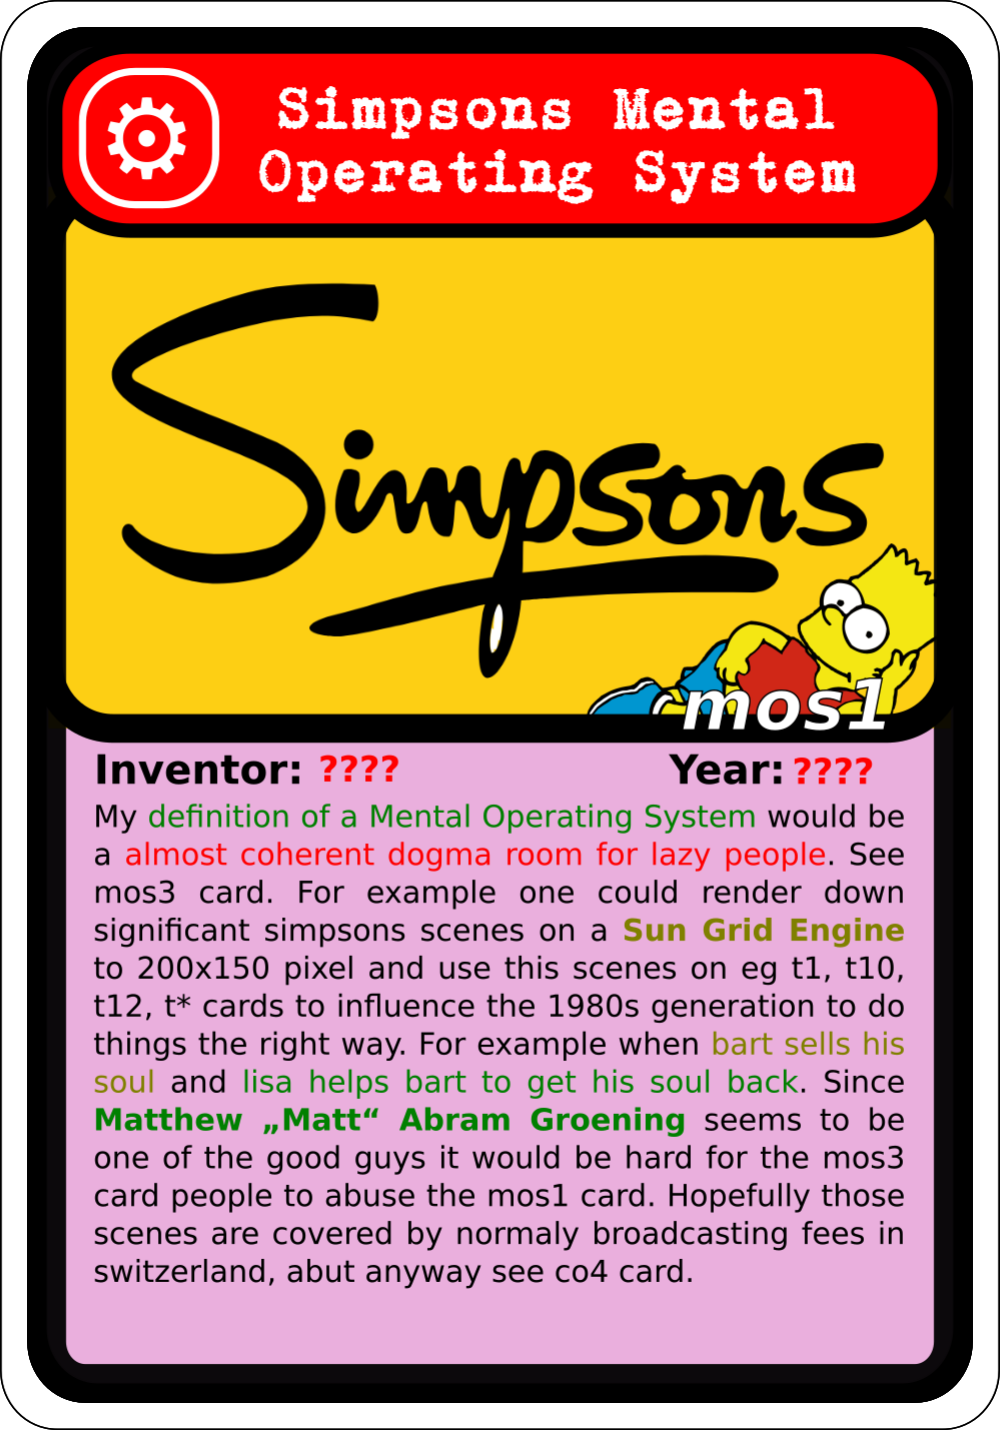 Simpsons Mental
Operating System
Simpsons
mos1
Inventor: ???? Year: ????
My definition of a Mental Operating System would be
a almost coherent dogma room for lazy people. See
mos3 card. For example one could render down
significant simpsons scenes on a Sun Grid Engine
to 200x150 pixel and use this scenes on eg t1, t10,
t12, t* cards to influence the 1980s generation to do
things the right way. For example when bart sells his
soul and lisa helps bart to get his soul back. Since
Matthew „Matt“ Abram Groening seems to be
one of the good guys it would be hard for the mos3
card people to abuse the mos1 card. Hopefully those
scenes are covered by normaly broadcasting fees in
switzerland, abut anyway see co4 card.